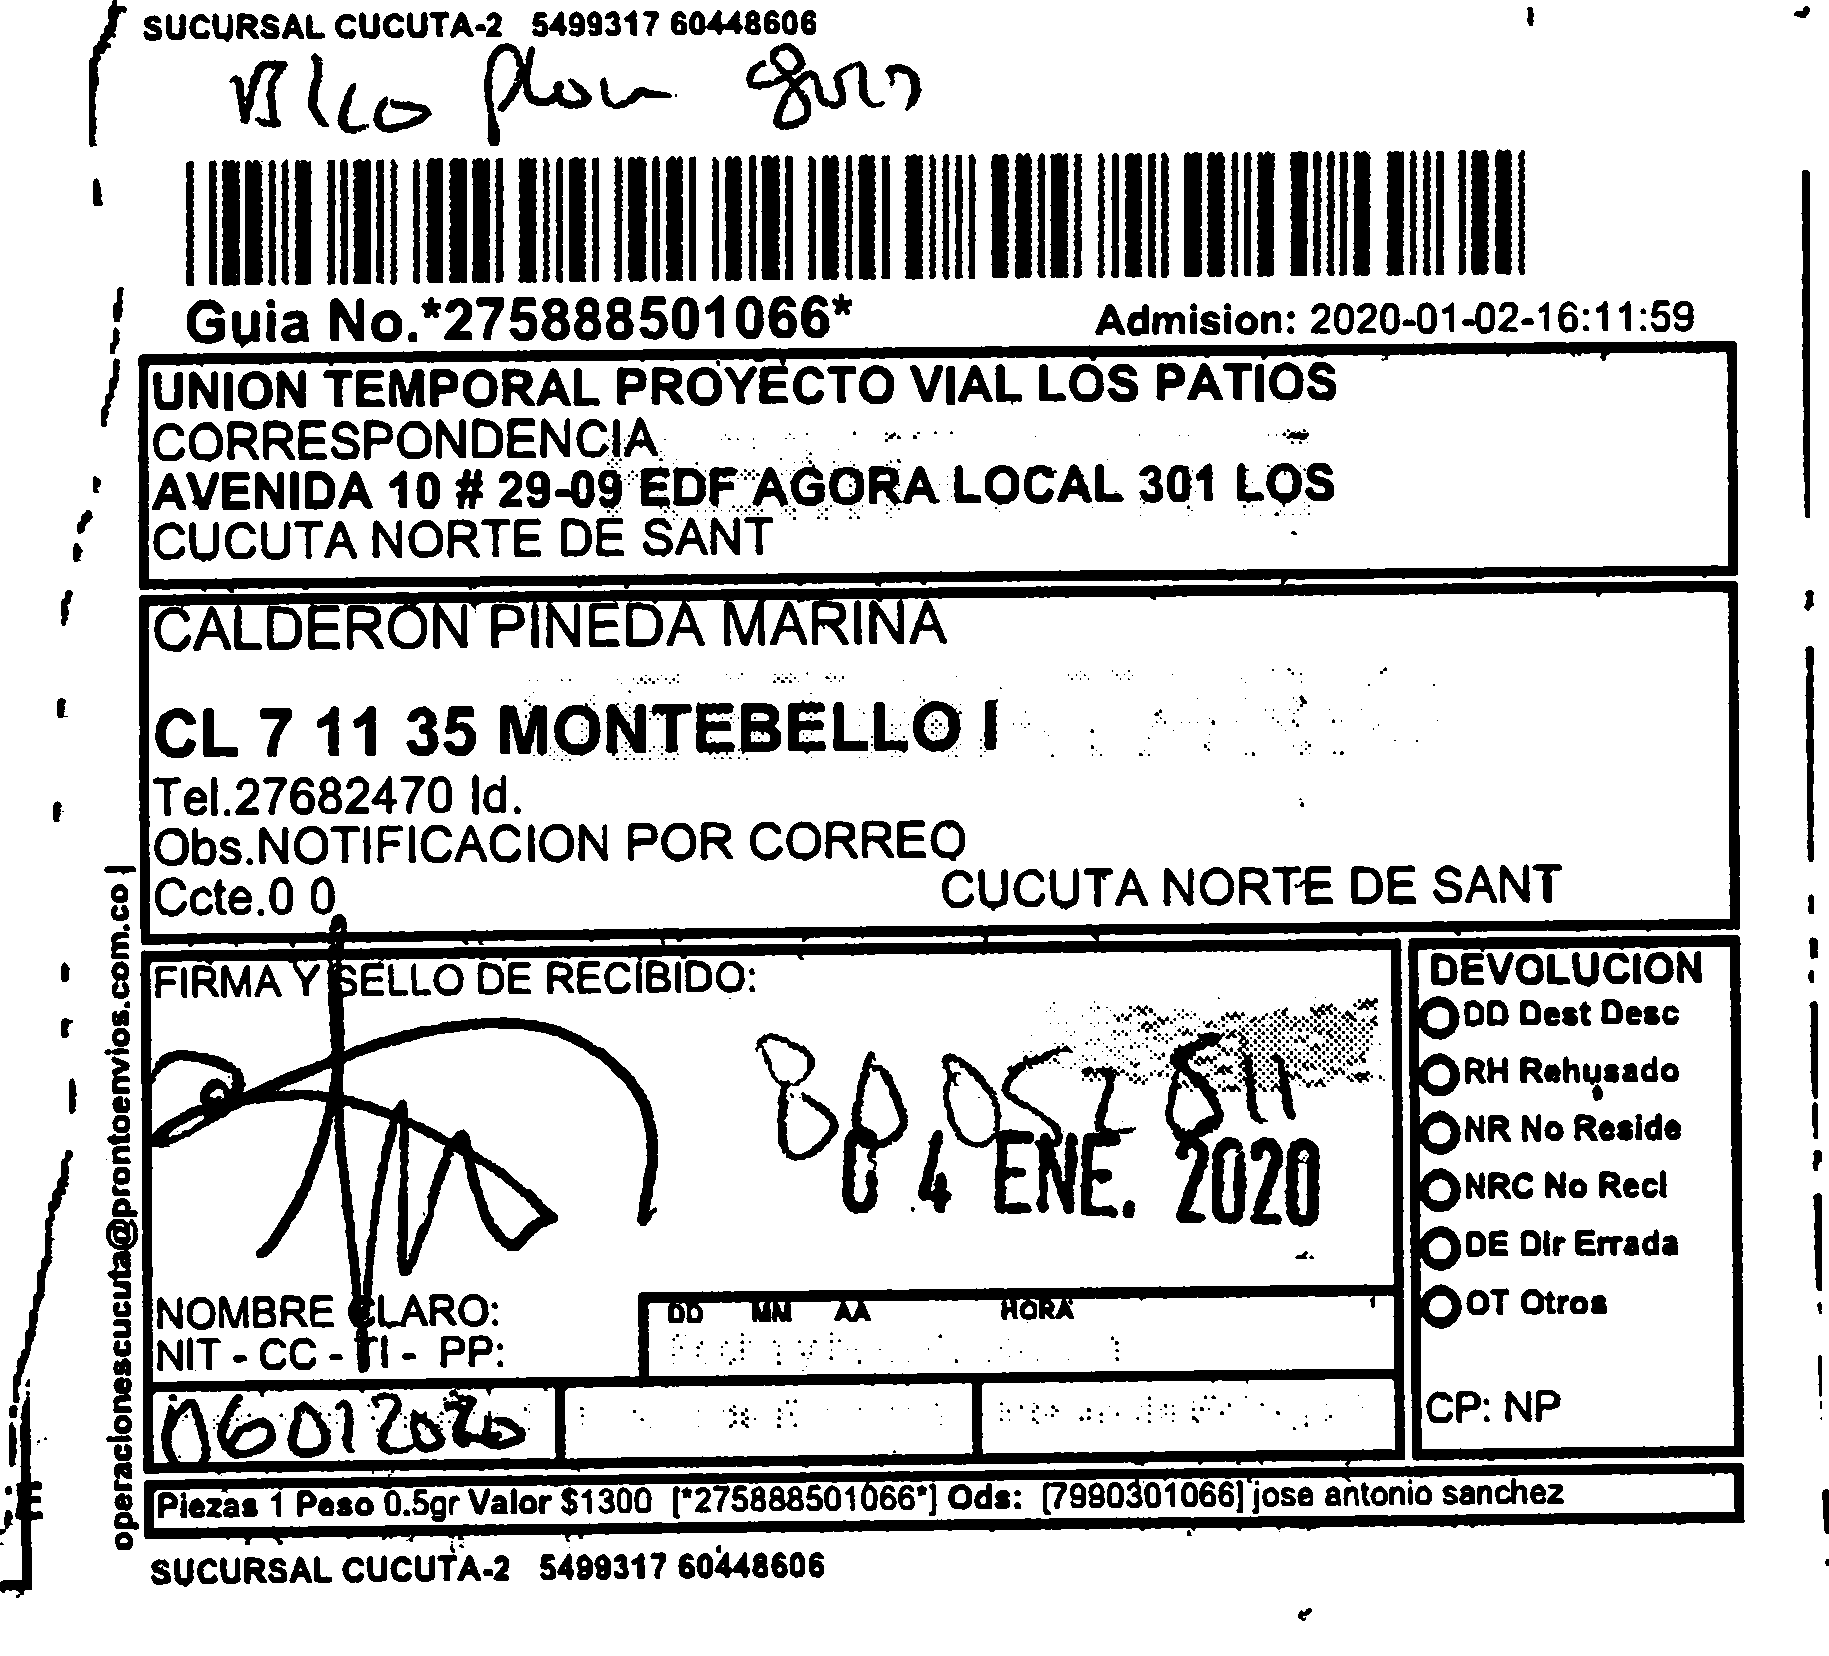 SUCURSAL CUCUTA-2 5499317 60448606
Guia No.*275888501066* Admision: 2020-01-02-16:11:59
UNION TEMPORAL PROYECTO VIAL LOS PATIOS
CORRESPONDENCIA
AVENIDA 10 # 29-09 EDF AGORA LOCAL 301 LOS
CUCUTA NORTE DE SANT
CALDERON PINEDA MARINA
CL 7 11 35 MONTEBELLO I
Tel.27682470 Id.
Obs.NOTIFICACION POR CORREO
Ccte.0 0 CUCUTA NORTE DE SANT
operacionescucuta@prontoenvios.com.co |
FIRMA Y SELLO DE RECIBIDO:
04 ENE. 2020
NOMBRE CLARO:
NIT - CC - TI - PP:
DD MM AA HORA
06012020
DEVOLUCION
DD Dest Desc
RH Rehusado
NR No Reside
NRC No Recl
DE Dir Errada
OT Otros
CP: NP
Piezas 1 Peso 0.5gr Valor $1300 [*275888501066*] Ods: [7990301066] jose antonio sanchez
SUCURSAL CUCUTA-2 5499317 60448606